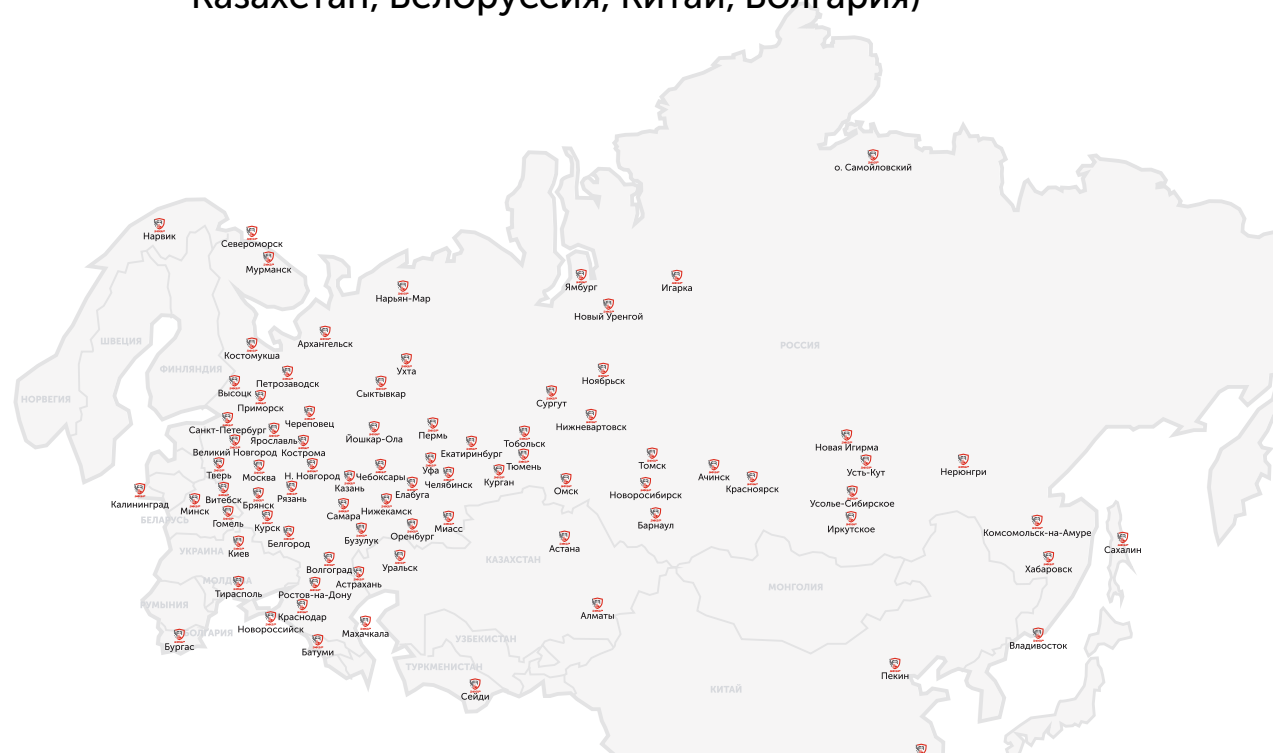 Казахстан, Белоруссия, Китай, Болгария)
о. Самойловский
Нарвик
Североморск
Мурманск
Ямбург
Игарка
Нарьян-Мар
Новый Уренгой
ШВЕЦИЯ
Архангельск
РОССИЯ
Костомукша
ФИНЛЯНДИЯ
Ухта
Петрозаводск
Ноябрьск
Высоцк
Сыктывкар
НОРВЕГИЯ
Сургут
Приморск
Череповец
Нижневартовск
Санкт-Петербург
Ярославль
Йошкар-Ола
Пермь
Тобольск
Новая Игирма
Великий Новгород
Кострома
Екатеринбург
Тверь
Москва
Н. Новгород
Чебоксары
Уфа
Тюмень
Томск
Усть-Кут
Нерюнгри
Казань
Челябинск
Курган
Ачинск
Красноярск
Калининград
Витебск
Брянск
Рязань
Елабуга
Омск
Новоросибирск
Усолье-Сибирское
Минск
Самара
Нижекамск
БЕЛАРУСЬ
Гомель
Курск
Миасс
Барнаул
Иркутское
Комсомольск-на-Амуре
Белгород
Бузулук
Оренбург
Астана
Сахалин
УКРАИНА
Киев
КАЗАХСТАН
Волгоград
Уральск
Хабаровск
МОЛДОВА
Астрахань
МОНГОЛИЯ
Тирасполь
Ростов-на-Дону
РУМЫНИЯ
Краснодар
Алматы
Новороссийск
Махачкала
БОЛГАРИЯ
УЗБЕКИСТАН
Бургас
Батуми
Владивосток
ТУРКМЕНИСТАН
Пекин
Сейди
КИТАЙ